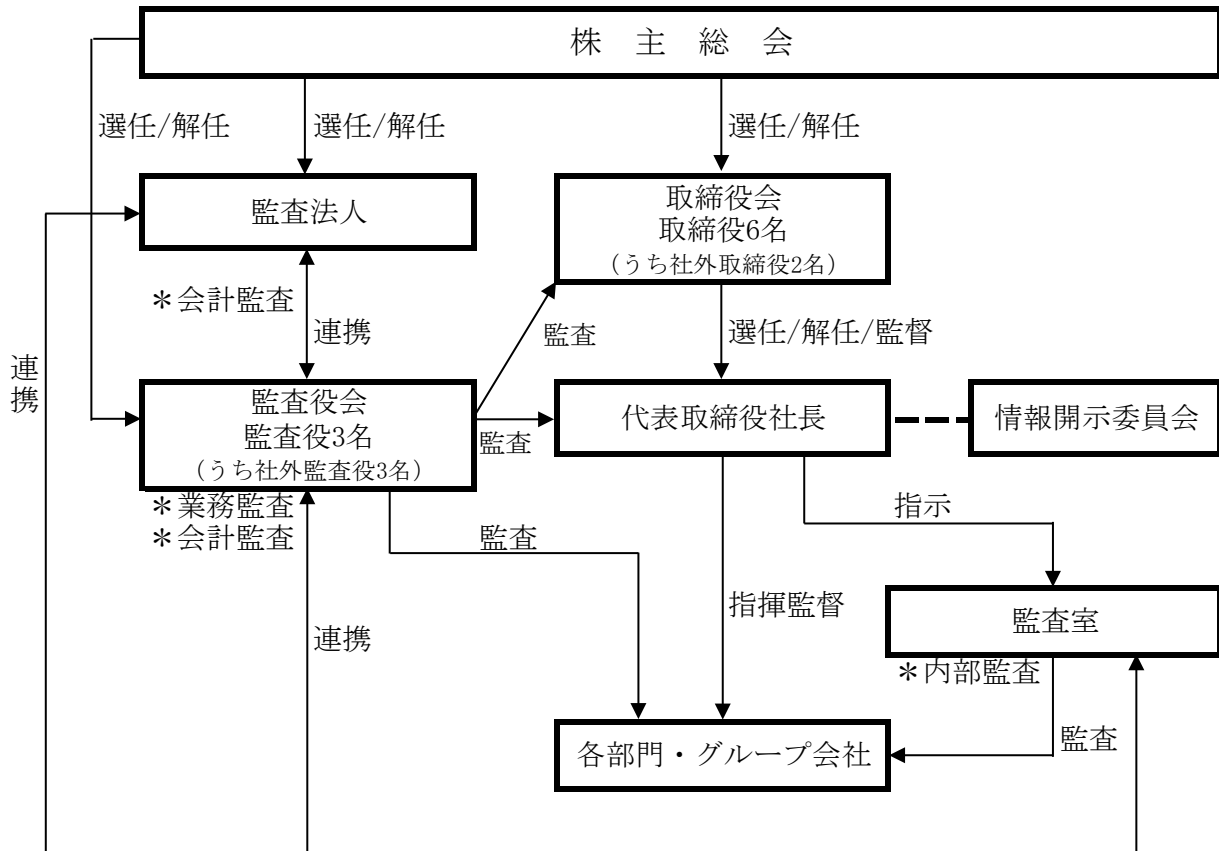 株 主 総 会
選任/解任
選任/解任
選任/解任
監査法人
取締役会
取締役6名
（うち社外取締役2名）
＊会計監査
連携
監査
選任/解任/監督
連携
監査役会
監査役3名
（うち社外監査役3名）
監査
代表取締役社長
情報開示委員会
＊業務監査
＊会計監査
監査
指示
連携
指揮監督
監査室
＊内部監査
各部門・グループ会社
監査